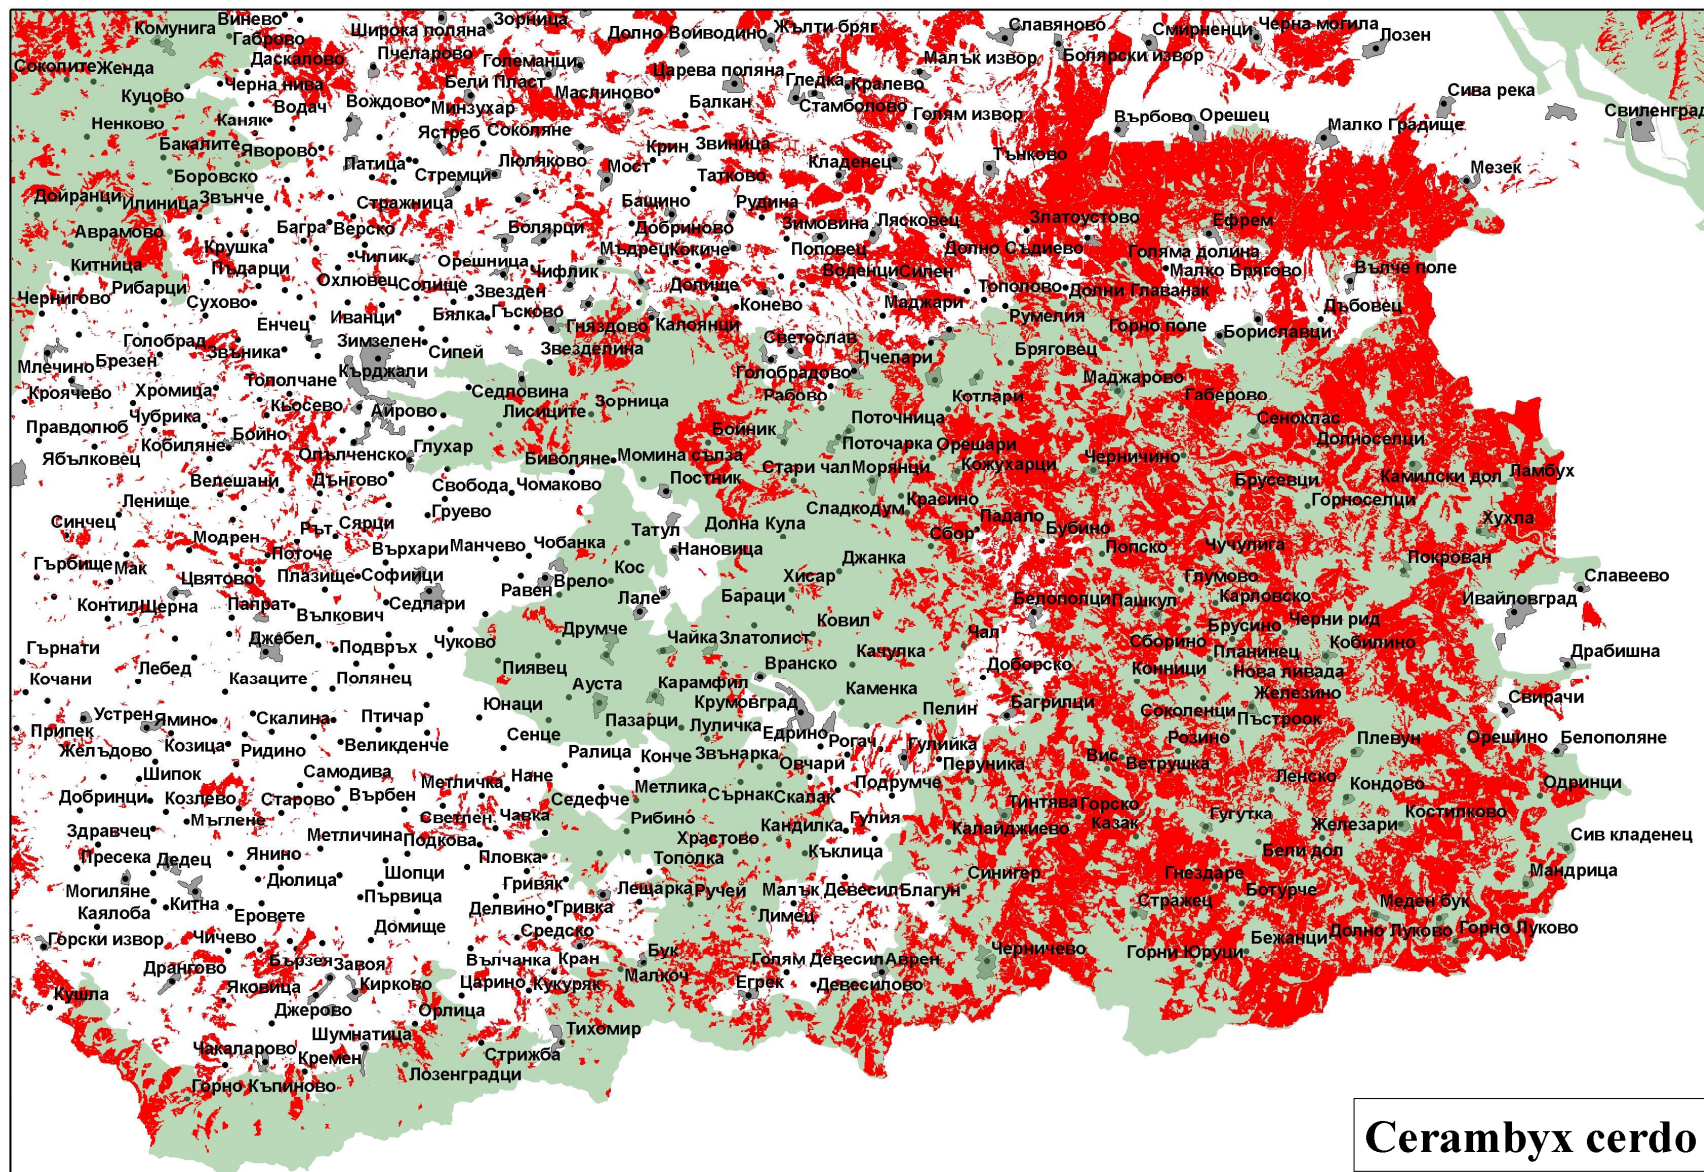 Комунига
Винево
Габрово
Широка поляна
Зорница
Долно Войводино
Жълти бряг
Славяново
Смирненци
Черна могила
Лозен
Соколите
Женда
Даскалово
Пчеларово
Големанци
Царева поляна
Гледка
Кралево
Малък извор
Болярски извор
Куцово
Черна нива
Бели Пласт
Маслиново
Сива река
Ненково
Водач
Вождово
Минзухар
Балкан
Стамболово
Голям извор
Върбово
Орешец
Малко Градище
Свиленград
Каняк
Ястреб
Соколяне
Бакалите
Яворово
Патица
Люляково
Крин
Звиница
Кладенец
Тънково
Мезек
Боровско
Стремци
Мост
Татково
Дойранци
Илиница
Звънче
Стражница
Башино
Рудина
Аврамово
Крушка
Багра
Верско
Болярци
Добриново
Зимовина
Лясковец
Златоустово
Ефрем
Китница
Пъдарци
Чилик
Орешница
Чифлик
Мъдрец
Кокиче
Поповец
Долно Съдиево
Голяма долина
Рибарци
Охлювец
Солище
Звезден
Долище
Воденци
Силен
Тополово
Малко Брягово
Вълче поле
Чернигово
Сухово
Конево
Маджари
Долни Главанак
Дъбовец
Енчец
Иванци
Бялка
Гъсково
Гняздово
Калоянци
Румелия
Горно поле
Бориславци
Голобрад
Зимзелен
Сипей
Звезделина
Светослав
Пчелари
Бряговец
Млечино
Брезен
Звъника
Кърджали
Голобрадово
Маджарово
Кроячево
Хромица
Тополчане
Седловина
Рабово
Котлари
Габерово
Чубрика
Кьосево
Айрово
Лисиците
Зорница
Поточница
Сеноклас
Правдолюб
Кобиляне
Бойно
Глухар
Бойник
Поточарка
Орешари
Долноселци
Ябълковец
Опълченско
Биволяне
Момина сълза
Стари чал
Морянци
Кожухарци
Черничино
Камилски дол
Ламбух
Велешани
Дънгово
Свобода
Чомаково
Постник
Брусевци
Ленище
Груево
Сладкодум
Красино
Горноселци
Синчец
Рът
Сярци
Татул
Долна Кула
Падало
Хухла
Модрен
Сбор
Бубино
Гърбище
Мак
Поточе
Върхари
Манчево
Чобанка
Нановица
Джанка
Попско
Чучулига
Покрован
Цвятово
Плазище
Софийци
Равен
Врело
Кос
Хисар
Глумово
Славеево
Контил
Щерна
Папрат
Вълкович
Седлари
Лале
Бараци
Белополци
Пашкул
Карловско
Ивайловград
Джебел
Чуково
Друмче
Чайка
Златолист
Ковил
Чал
Сборино
Брусино
Черни рид
Гърнати
Лебед
Подвръх
Пиявец
Вранско
Качулка
Доборско
Конници
Планинец
Кобилино
Драбишна
Кочани
Казаците
Полянец
Ауста
Карамфил
Каменка
Нова ливада
Железино
Свирачи
Устрен
Ямино
Скалина
Птичар
Юнаци
Крумовград
Пелин
Багрилци
Соколенци
Пъстроок
Припек
Пазарци
Луличка
Едрино
Желъдово
Козица
Ридино
Великденче
Сенце
Ралица
Конче
Звънарка
Рогач
Гулийка
Розино
Плевун
Орешино
Белополяне
Шипок
Самодива
Метличка
Нане
Овчари
Перуника
Вис
Ветрушка
Добринци
Козлево
Старово
Върбен
Седефче
Метлика
Сърнак
Скалак
Подрумче
Ленско
Кондово
Одринци
Мъглене
Светлен
Чавка
Рибино
Тинтява
Горско
Гугутка
Костилково
Здравчец
Метличина
Подкова
Храстово
Кандилка
Гулия
Калайджиево
Казак
Железари
Сив кладенец
Пресека
Дедец
Янино
Пловка
Тополка
Къклица
Бели дол
Могиляне
Дюлица
Шопци
Гривяк
Лещарка
Ручей
Малък Девесил
Благун
Синигер
Гнездаре
Мандрица
Каялоба
Китна
Еровете
Първица
Делвино
Гривка
Лимец
Стражец
Ботурче
Меден бук
Горски извор
Чичево
Домище
Средско
Бежанци
Долно Луково
Горно Луково
Дрангово
Бързея
Завоя
Вълчанка
Кран
Бук
Голям Девесил
Аврен
Черничево
Горни Юруци
Кушла
Яковица
Кирково
Царино
Кукуряк
Малкоч
Егрек
Девесилово
Джерово
Орлица
Шумнатица
Тихомир
Чакаларово
Кремен
Стрижба
Горно Къпиново
Лозенградци
Cerambyx cerdo